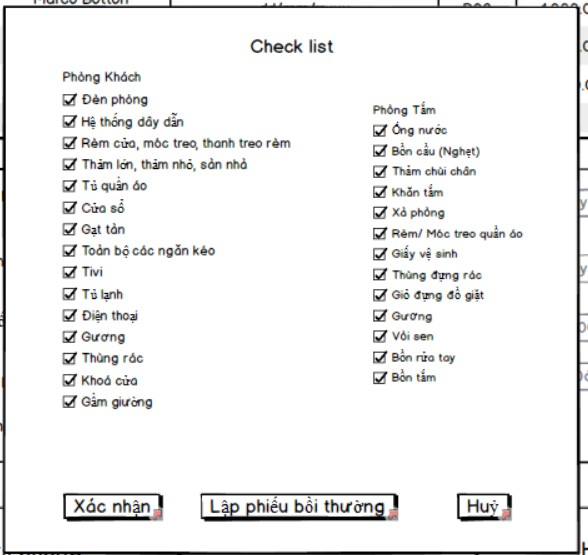 Marco Botton
Check list
Phòng Khách
Đèn phòng
Hệ thống dây dẫn
Rèm cửa, móc treo, thanh treo rèm
Thảm lớn, thảm nhỏ, sàn nhà
Tủ quần áo
Cửa sổ
Gạt tàn
Toàn bộ các ngăn kéo
Tivi
Tủ lạnh
Điện thoại
Gương
Thùng rác
Khoá cửa
Gầm giường
Phòng Tắm
Ống nước
Bồn cầu (Nghẹt)
Thảm chùi chân
Khăn tắm
Xà phòng
Rèm/ Móc treo quần áo
Giấy vệ sinh
Thùng đựng rác
Giỏ đựng đồ giặt
Gương
Vòi sen
Bồn rửa tay
Bồn tắm
Xác nhận
Lập phiếu bồi thường
Huỷ